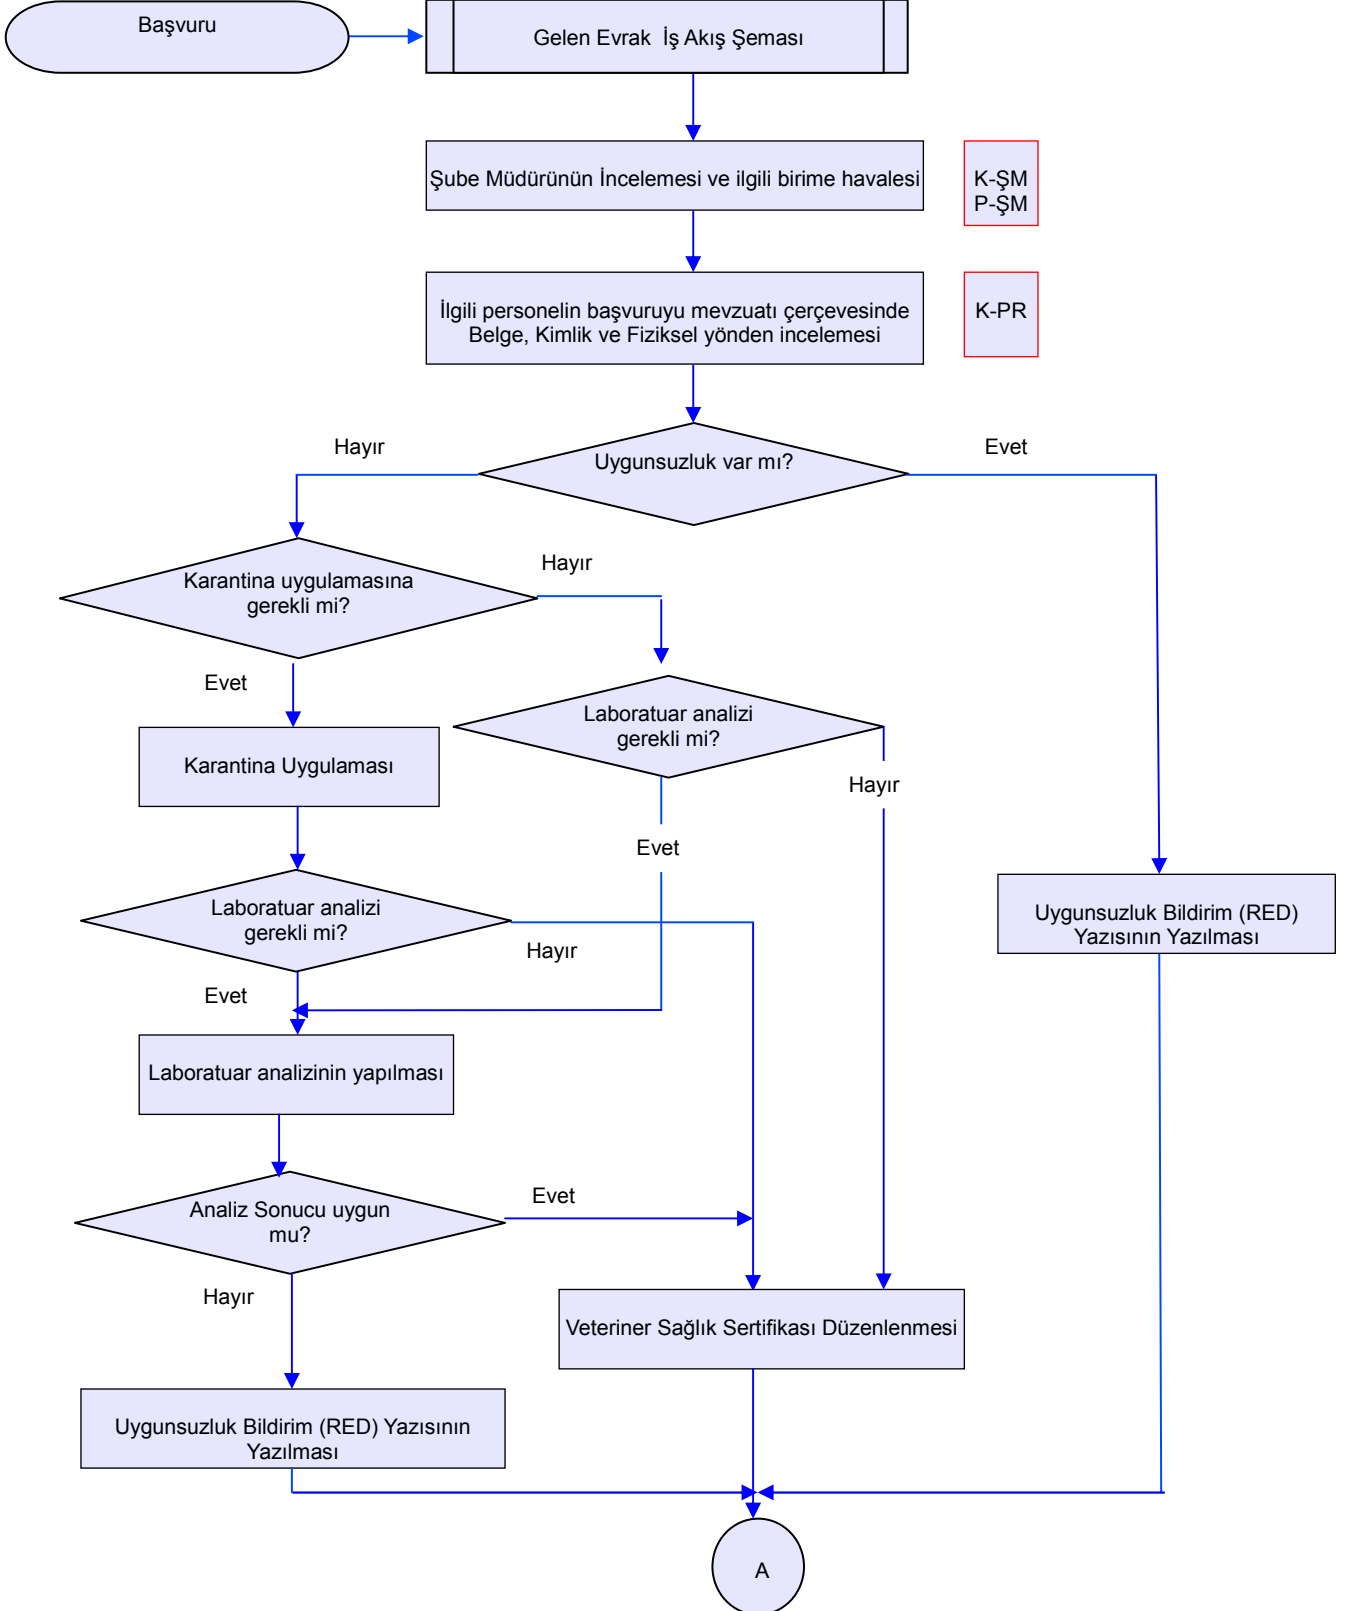 Başvuru
Gelen Evrak İş Akış Şeması
Şube Müdürünün İncelemesi ve ilgili birime havalesi
K-ŞM
P-ŞM
İlgili personelin başvuruyu mevzuatı çerçevesinde
Belge, Kimlik ve Fiziksel yönden incelemesi
K-PR
Hayır
Uygunsuzluk var mı?
Evet
Karantina uygulamasına
gerekli mi?
Hayır
Evet
Laboratuar analizi
gerekli mi?
Karantina Uygulaması
Hayır
Evet
Laboratuar analizi
gerekli mi?
Hayır
Uygunsuzluk Bildirim (RED)
Yazısının Yazılması
Evet
Laboratuar analizinin yapılması
Analiz Sonucu uygun
mu?
Evet
Hayır
Veteriner Sağlık Sertifikası Düzenlenmesi
Uygunsuzluk Bildirim (RED) Yazısının
Yazılması
A